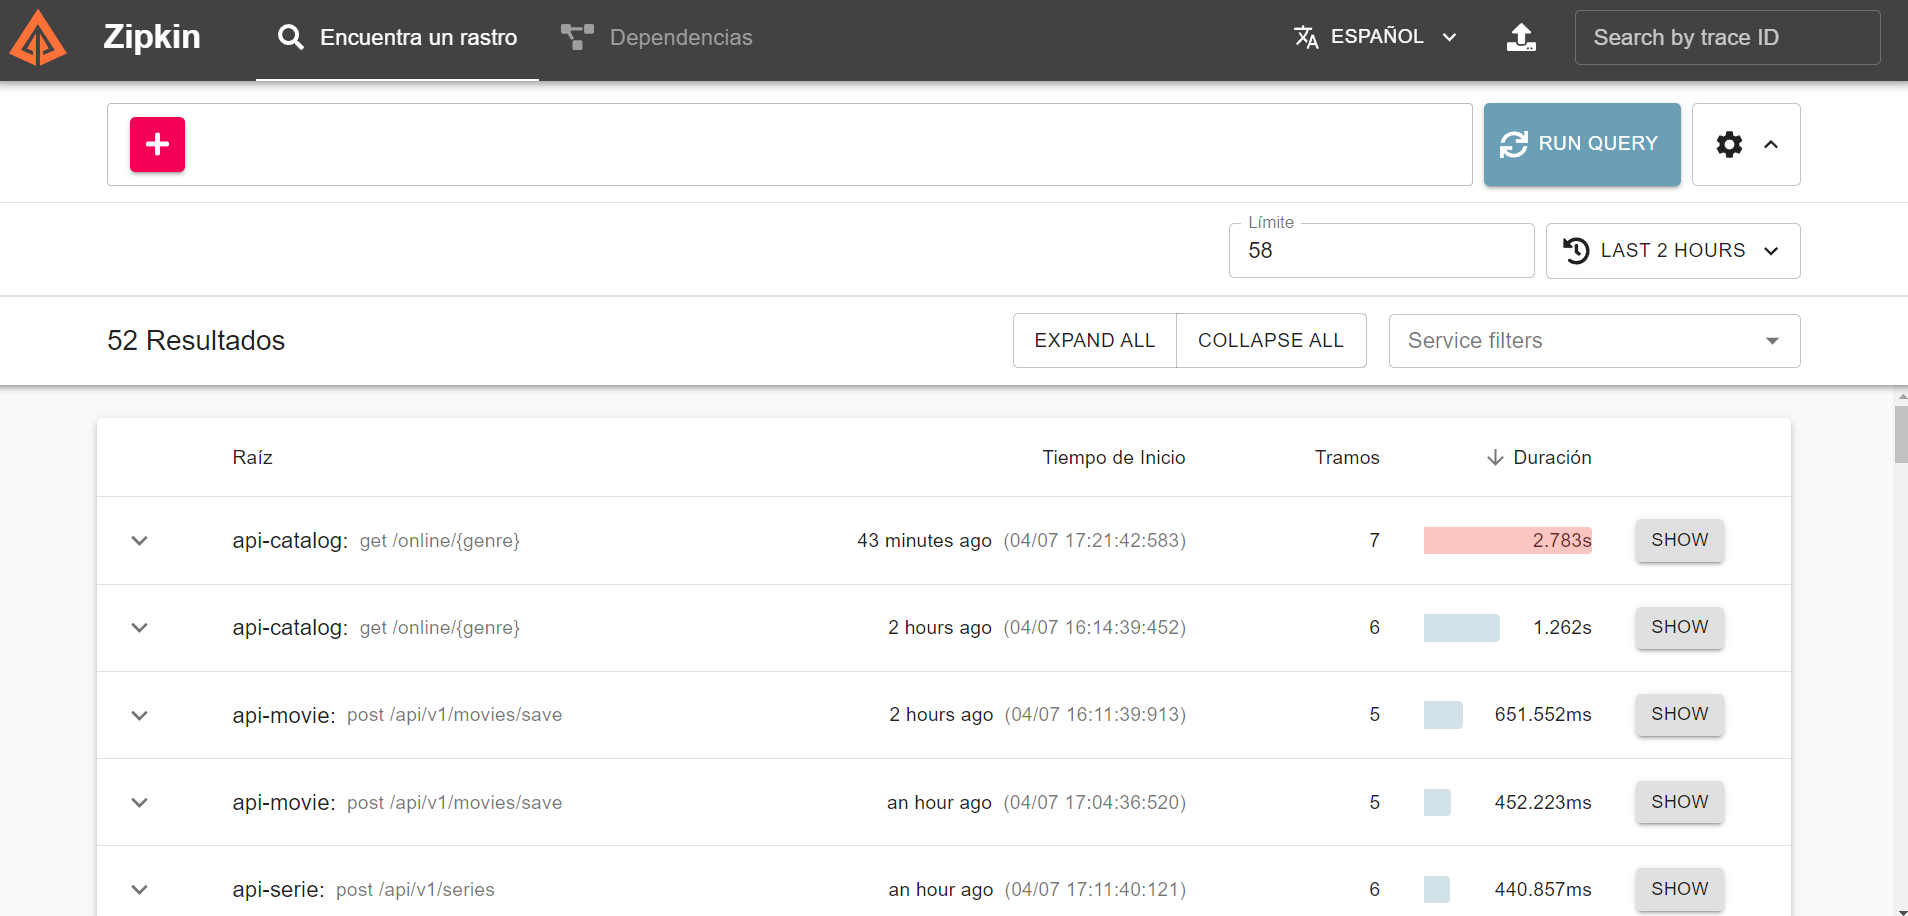 Zipkin Encuentra un rastro Dependencias ESPAÑOL Search by trace ID
RUN QUERY
Límite
58 LAST 2 HOURS
52 Resultados EXPAND ALL COLLAPSE ALL Service filters
Raíz Tiempo de Inicio Tramos Duración
api-catalog: get /online/{genre} 43 minutes ago (04/07 17:21:42:583) 7 2.783s SHOW
api-catalog: get /online/{genre} 2 hours ago (04/07 16:14:39:452) 6 1.262s SHOW
api-movie: post /api/v1/movies/save 2 hours ago (04/07 16:11:39:913) 5 651.552ms SHOW
api-movie: post /api/v1/movies/save an hour ago (04/07 17:04:36:520) 5 452.223ms SHOW
api-serie: post /api/v1/series an hour ago (04/07 17:11:40:121) 6 440.857ms SHOW